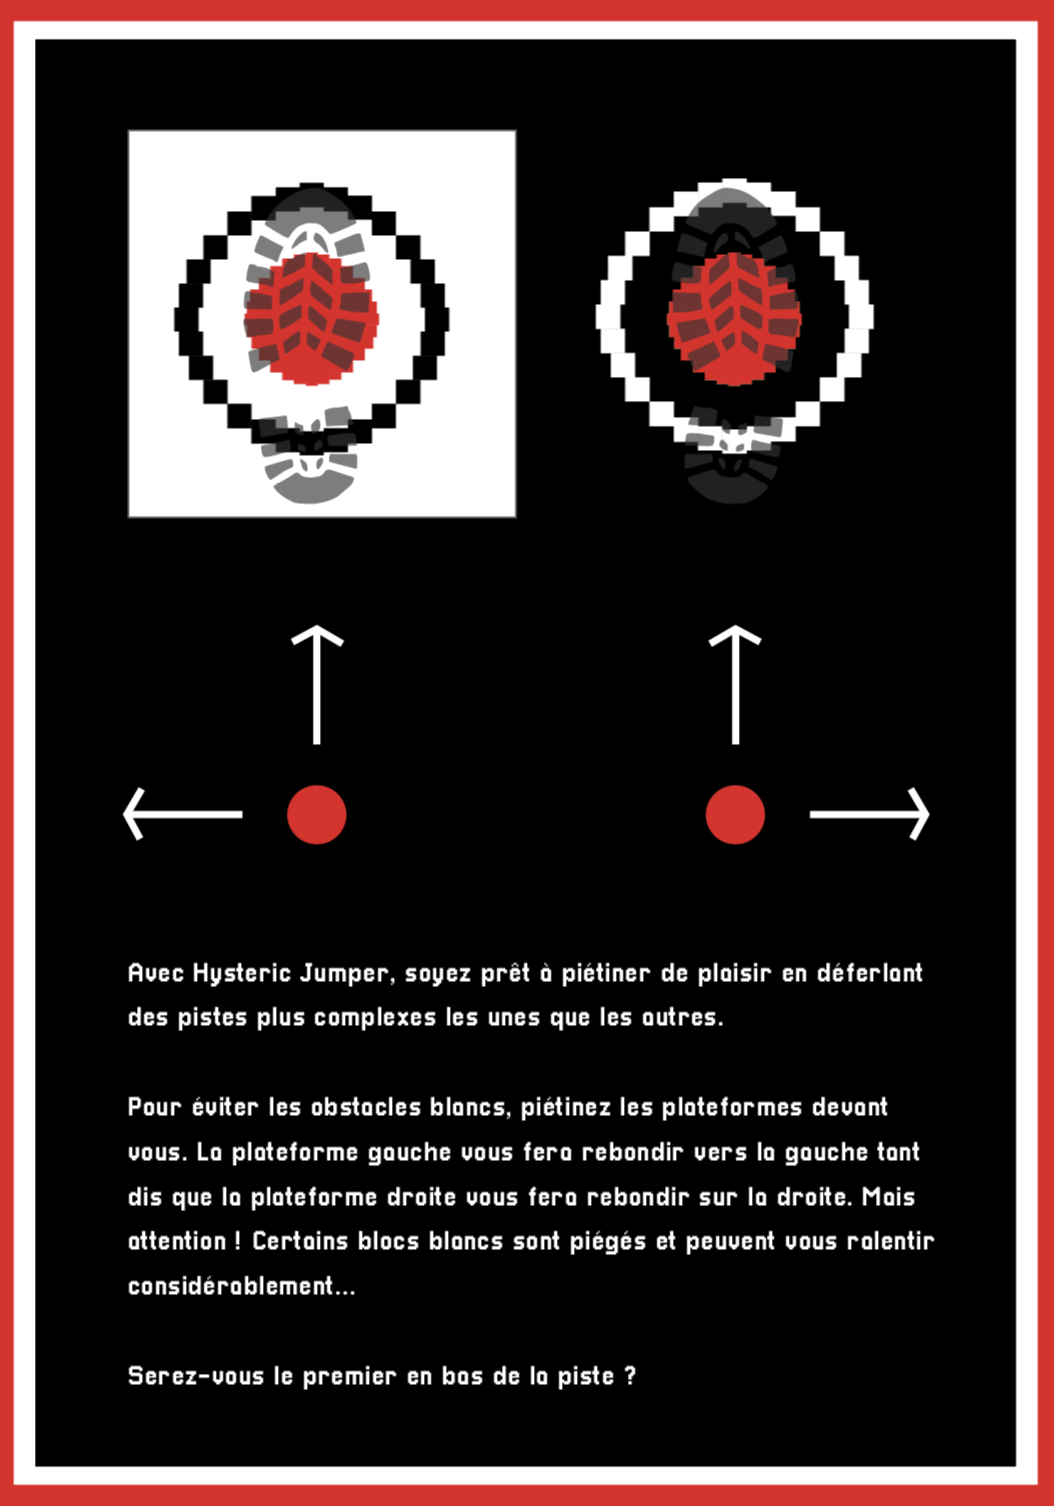 Avec Hysteric Jumper, soyez prêt à piétiner de plaisir en déferlant
des pistes plus complexes les unes que les autres.
Pour éviter les obstacles blancs, piétinez les plateformes devant
vous. La plateforme gauche vous fera rebondir vers la gauche tant
dis que la plateforme droite vous fera rebondir sur la droite. Mais
attention ! Certains blocs blancs sont piégés et peuvent vous ralentir
considérablement...
Serez-vous le premier en bas de la piste ?